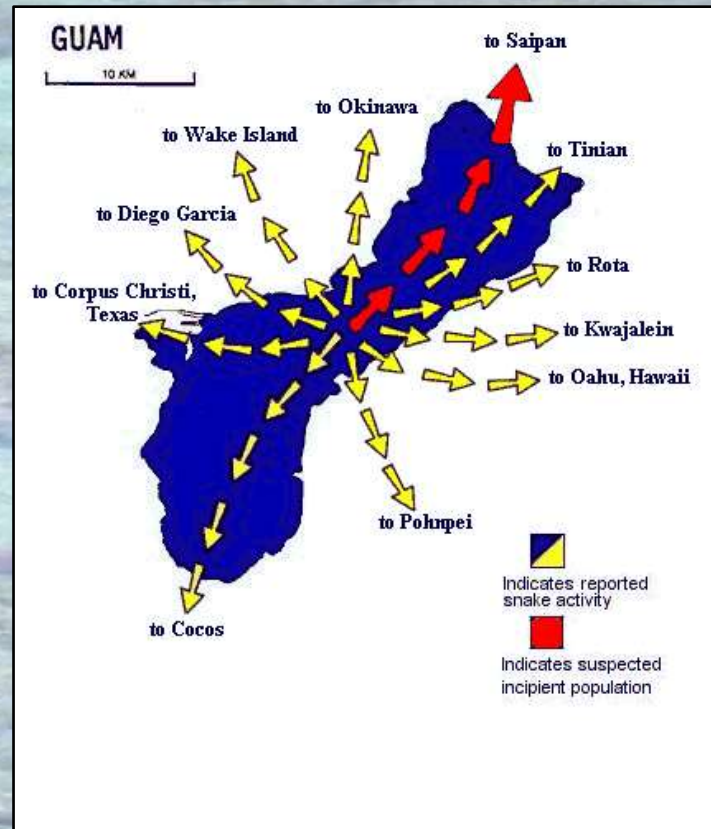 GUAM
10 KM
to Saipan
to Okinawa
to Wake Island
to Tinian
to Diego Garcia
to Rota
to Corpus Christi,
Texas
to Kwajalein
to Oahu, Hawaii
to Pohnpei
Indicates reported
snake activity
to Cocos
Indicates suspected
incipient population